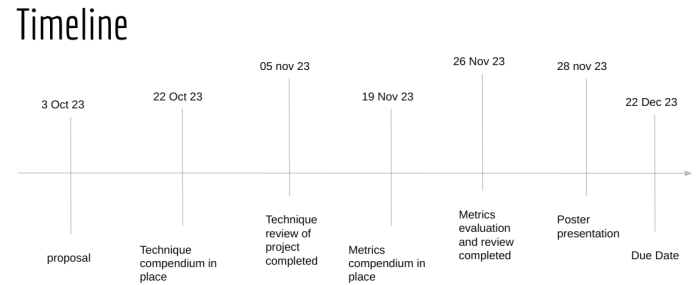 Timeline
3 Oct 23
22 Oct 23
05 nov 23
19 Nov 23
26 Nov 23
28 nov 23
22 Dec 23
proposal
Technique
compendium in
place
Technique
review of
project
completed
Metrics
compendium in
place
Metrics
evaluation
and review
completed
Poster
presentation
Due Date